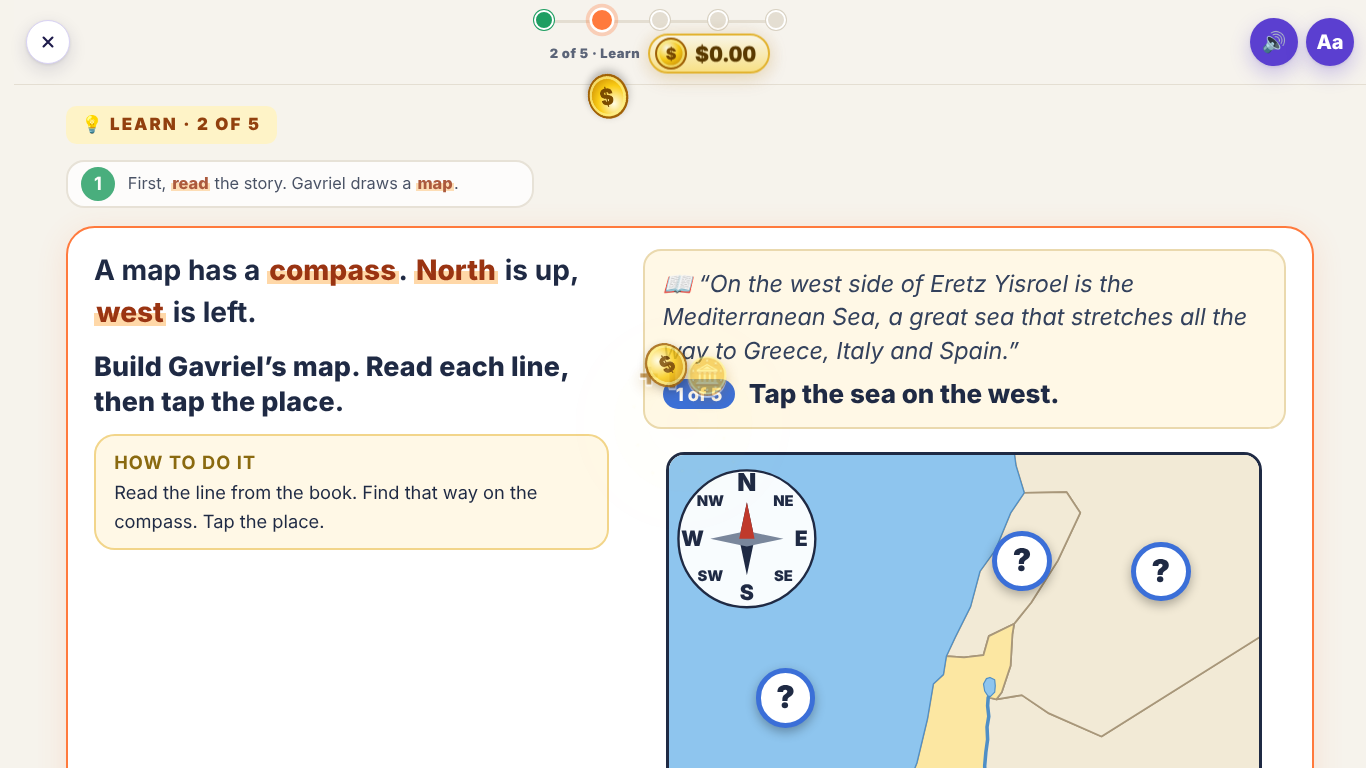 2 of 5 · Learn
$ $0.00
Aa
$
LEARN · 2 OF 5
1 First, read the story. Gavriel draws a map.
A map has a compass. North is up,
west is left.
Build Gavriel’s map. Read each line,
then tap the place.
HOW TO DO IT
Read the line from the book. Find that way on the
compass. Tap the place.
“On the west side of Eretz Yisroel is the
Mediterranean Sea, a great sea that stretches all the
way to Greece, Italy and Spain.”
$
1 of 5 Tap the sea on the west.
N
NW NE
W E
SW SE
S
?
?
?